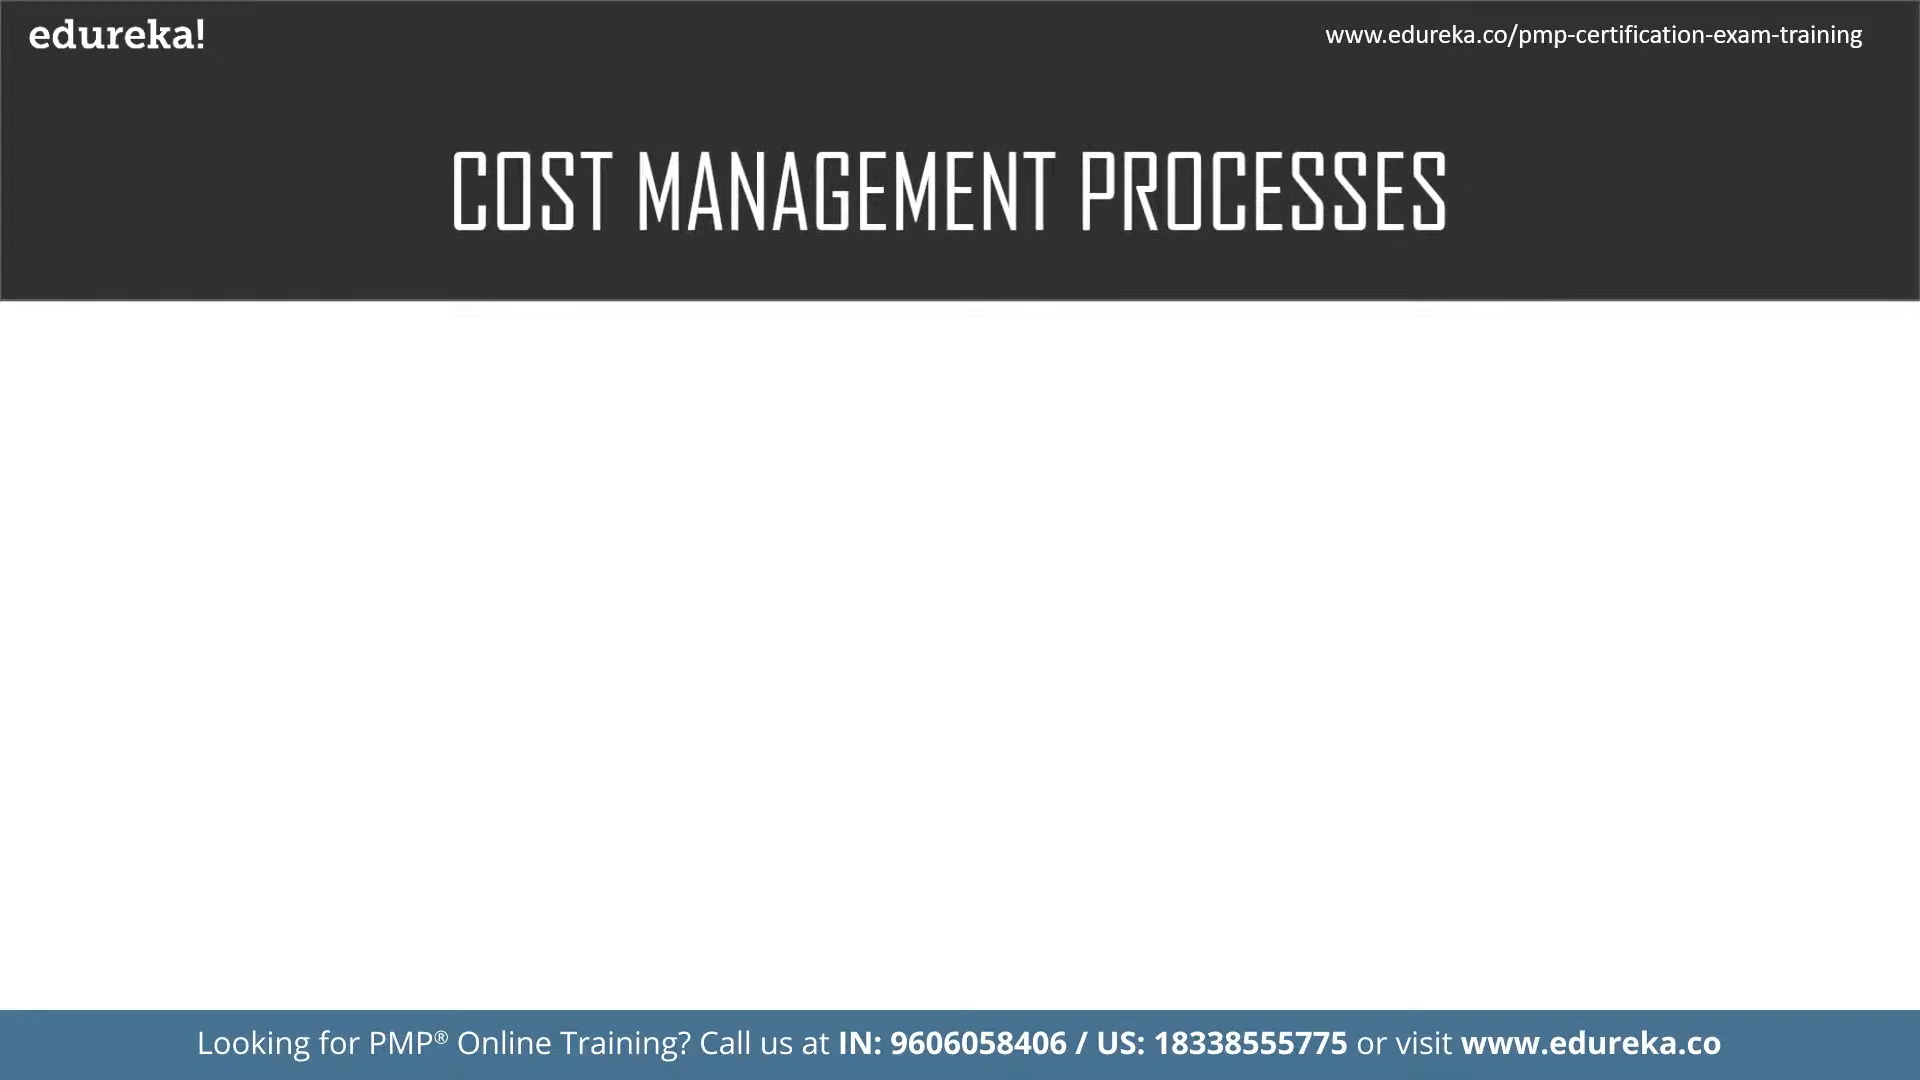 edureka!
www.edureka.co/pmp-certification-exam-training
COST MANAGEMENT PROCESSES
Looking for PMP® Online Training? Call us at IN: 9606058406 / US: 18338555775 or visit www.edureka.co